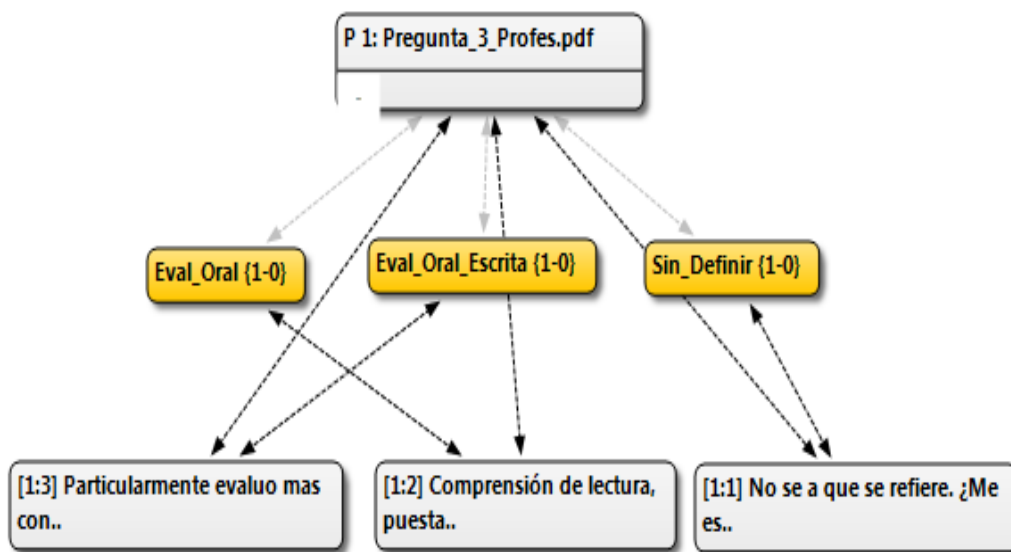 P 1: Pregunta_3_Profes.pdf
-
Eval_Oral {1-0}
Eval_Oral_Escrita {1-0}
Sin_Definir {1-0}
[1:3] Particularmente evaluo mas
con..
[1:2] Comprensión de lectura,
puesta..
[1:1] No se a que se refiere. ¿Me
es..